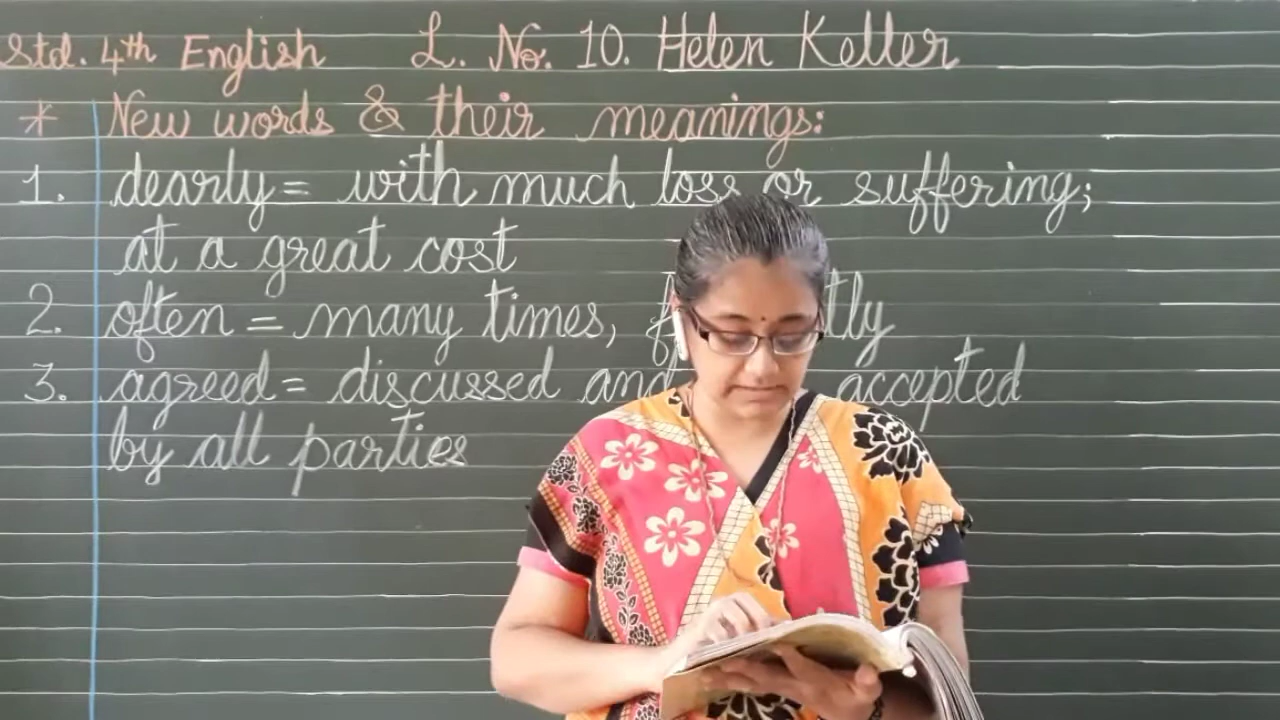 Std. 4th English L. No. 10. Helen Keller
* New words & their meanings:
1. dearly = with much loss or suffering;
at a great cost
2. often = many times,
3. agreed = discussed and accepted
by all parties